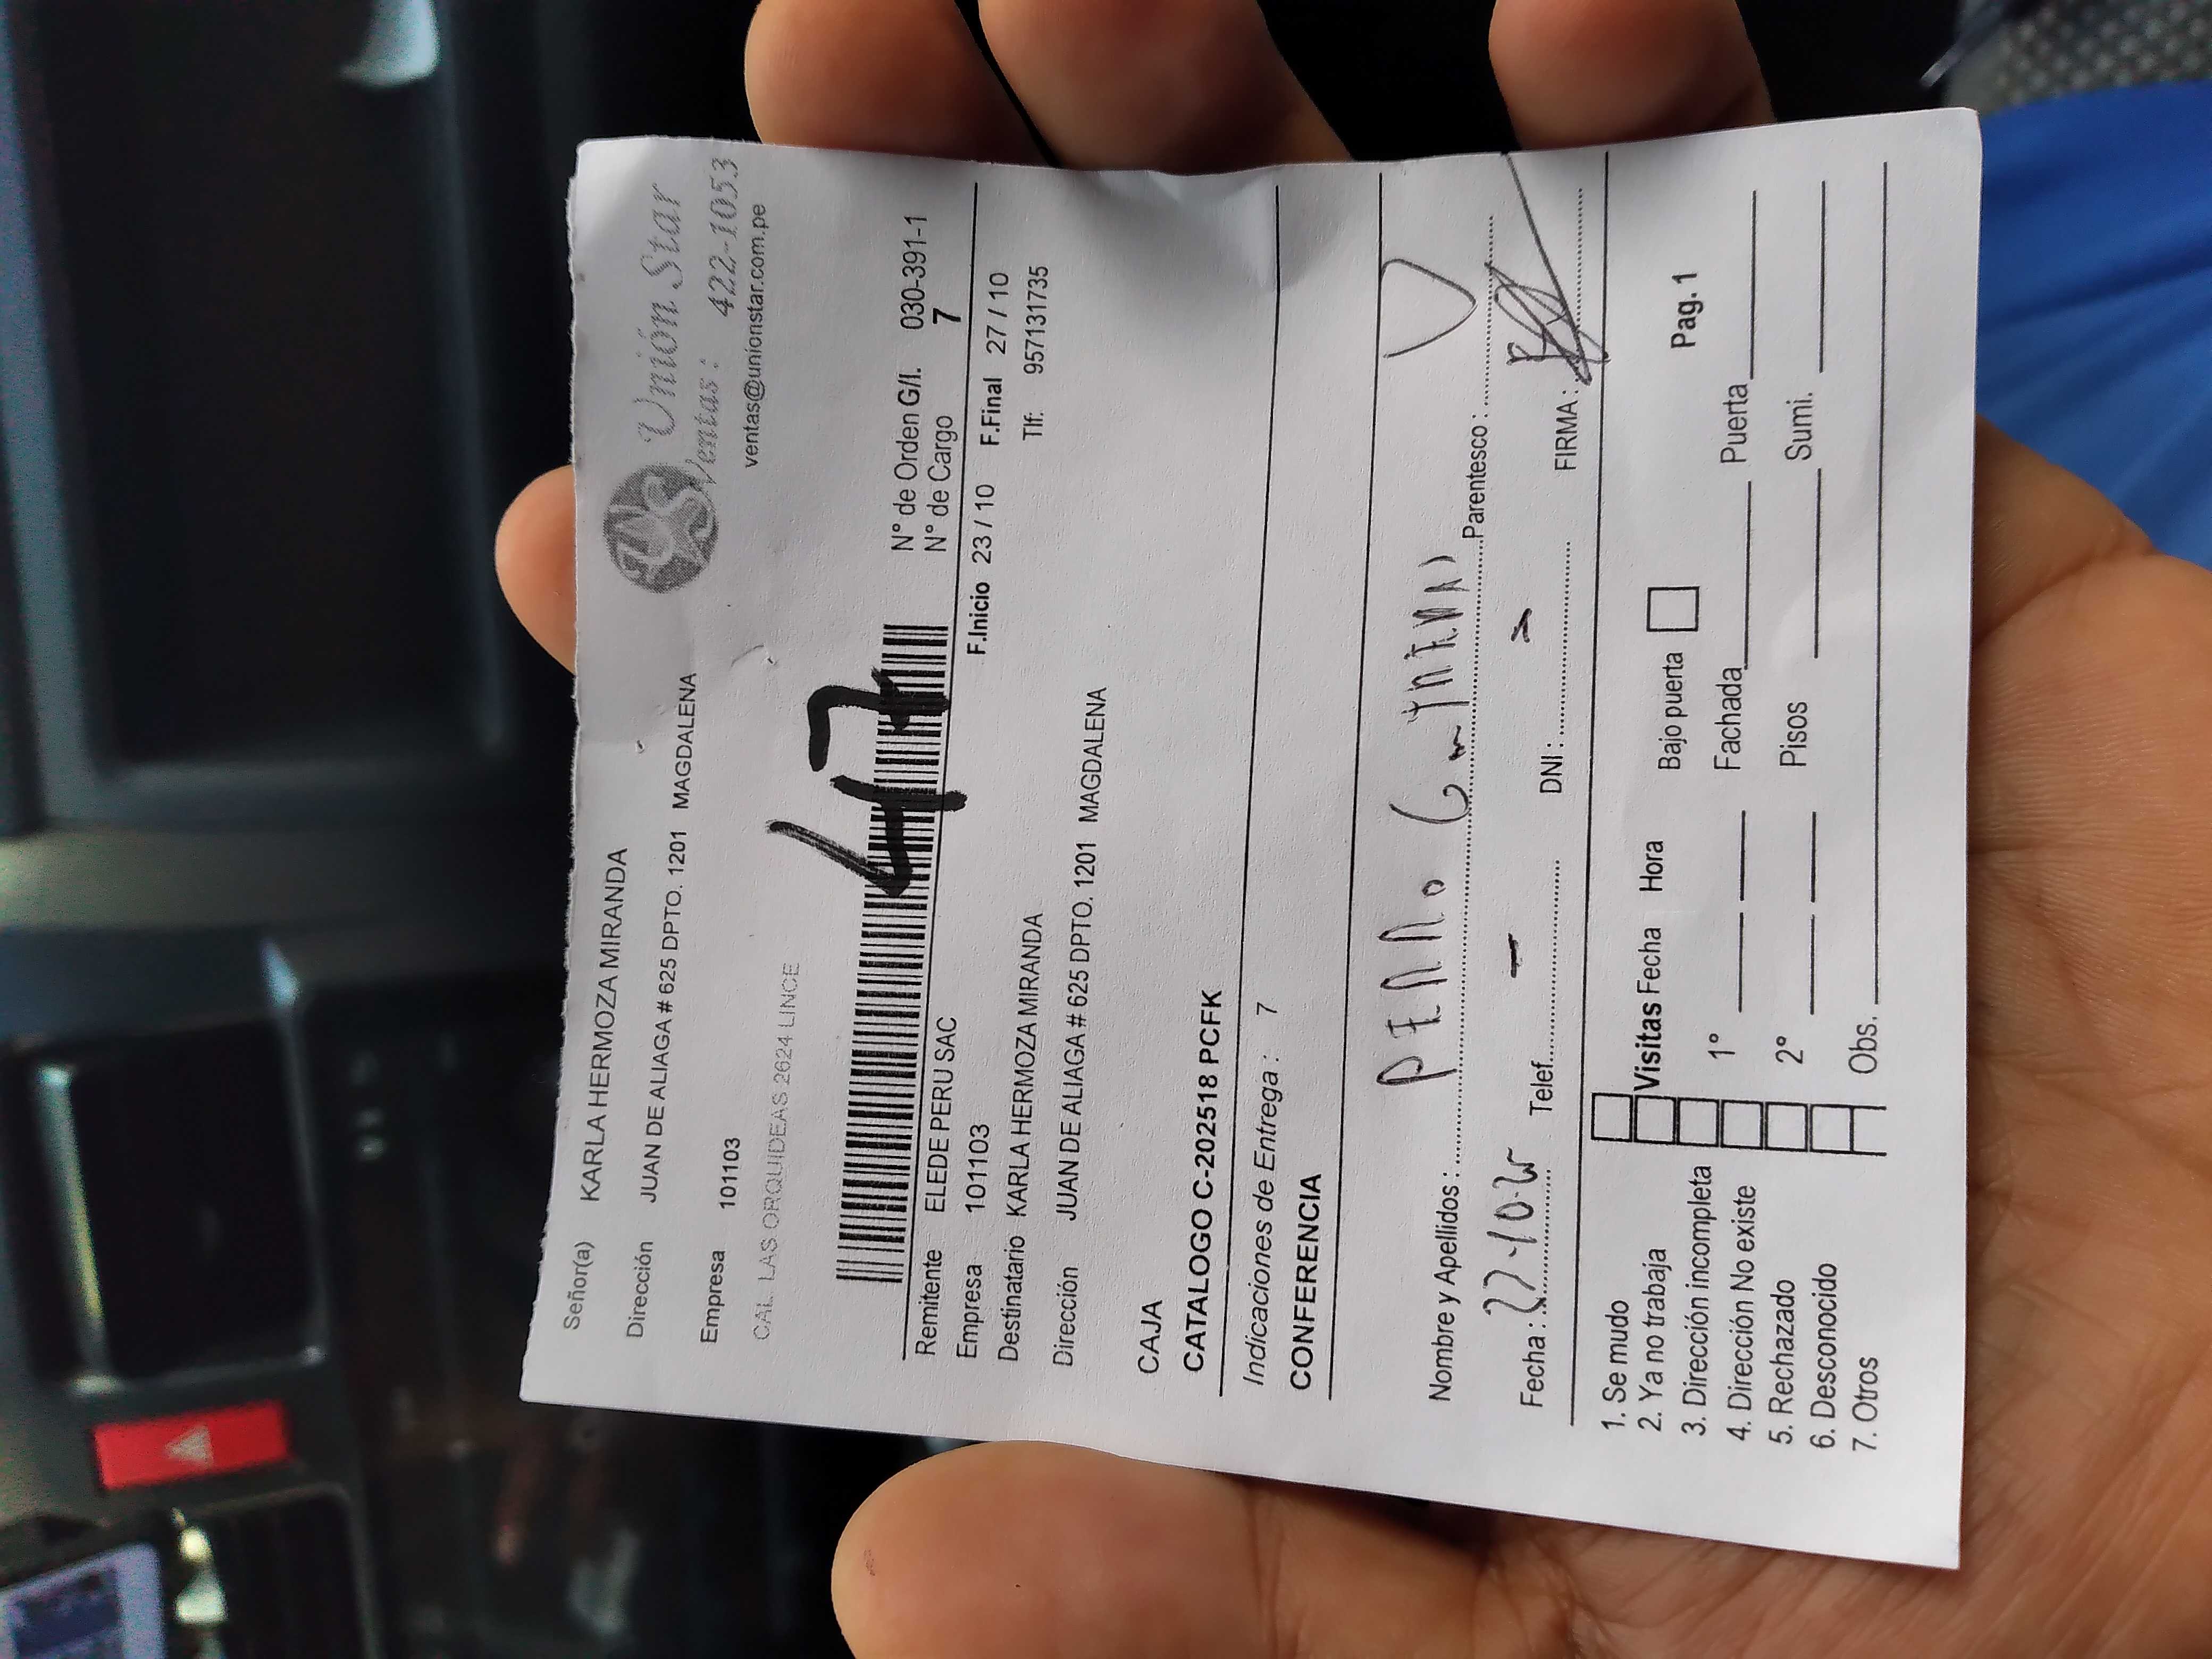 Señor(a) KARLA HERMOZA MIRANDA
Unión Star
Ventas : 422-1053
ventas@unionstar.com.pe
Dirección JUAN DE ALIAGA # 625 DPTO. 1201 MAGDALENA
Empresa 101103
CAL. LAS ORQUIDEAS 2624 LINCE
47
N° de Orden G/I. 030-391-1
N° de Cargo 7
Remitente ELEDE PERU SAC
F.Inicio 23 / 10 F.Final 27 / 10
Empresa 101103
Tlf: 957131735
Destinatario KARLA HERMOZA MIRANDA
Dirección JUAN DE ALIAGA # 625 DPTO. 1201 MAGDALENA
CAJA
CATALOGO C-202518 PCFK
Indicaciones de Entrega : 7
CONFERENCIA
Nombre y Apellidos : Parentesco :
Fecha : Telef. - DNI : FIRMA :
1. Se mudo
2. Ya no trabaja
3. Dirección incompleta
4. Dirección No existe
5. Rechazado
6. Desconocido
7. Otros
Visitas Fecha Hora
Bajo puerta
Pag. 1
1° Fachada Puerta
2° Pisos Sumi.
Obs.